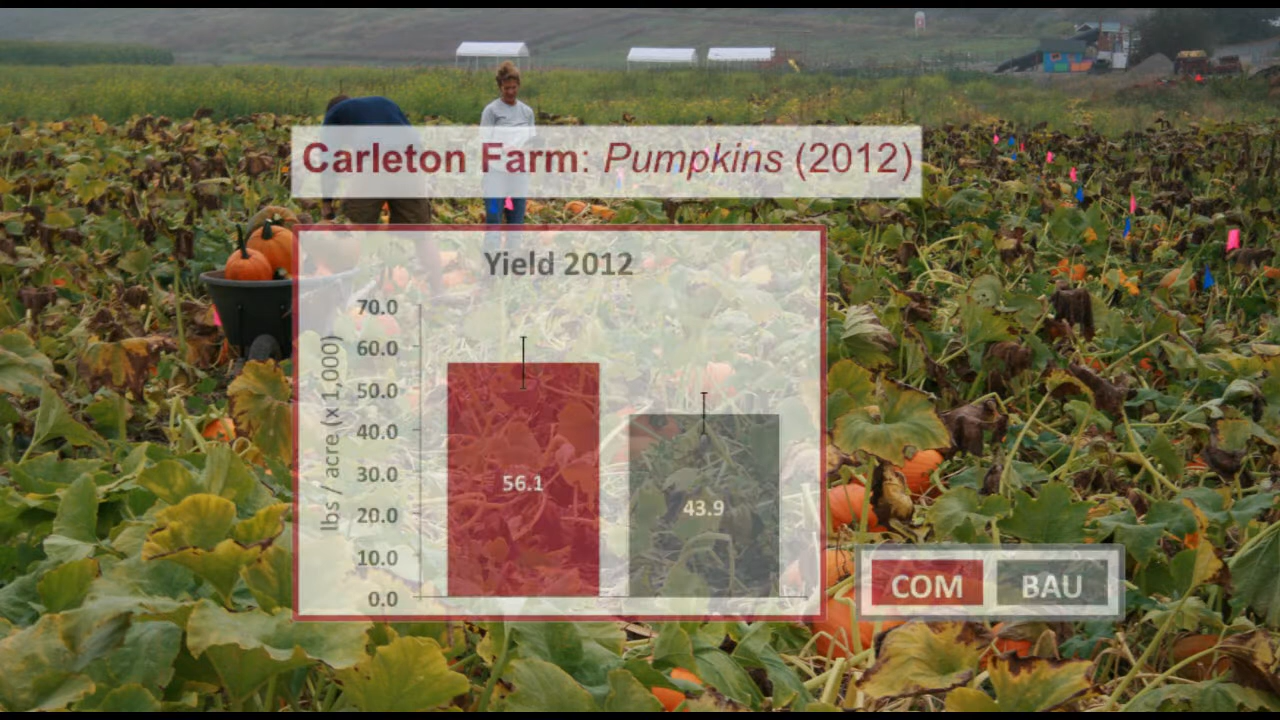 Carleton Farm: Pumpkins (2012)
Yield 2012
lbs / acre (x 1,000)
70.0
60.0
50.0
40.0
30.0
20.0
10.0
0.0
56.1
43.9
COM
BAU